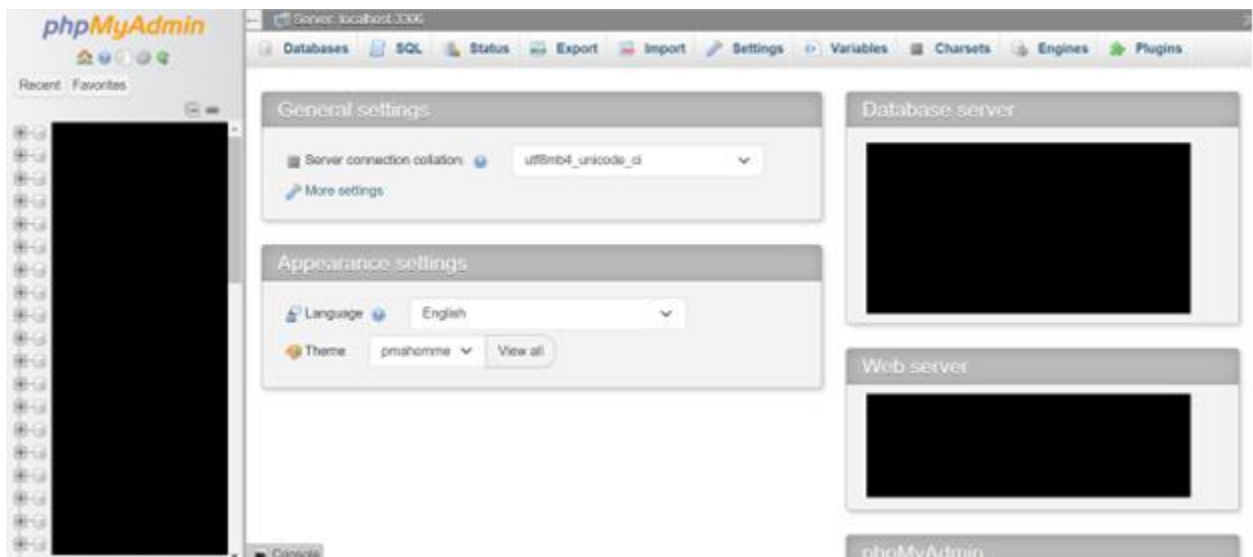 phpMyAdmin
Recent Favorites
Server: localhost:3306
Databases SQL Status Export Import Settings Variables Charsets Engines Plugins
General settings
Server connection collation: utf8mb4_unicode_ci
More settings
Appearance settings
Language English
Theme pmahomme View all
Console
Database server
Web server
phpMyAdmin